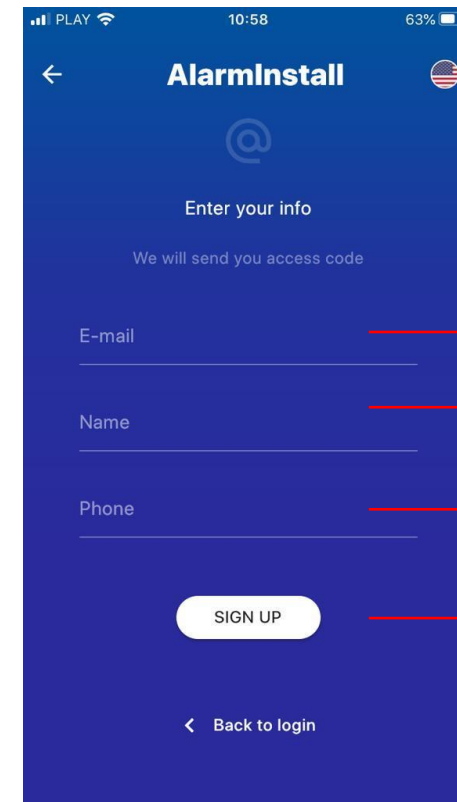 PLAY 10:58 63%
AlarmInstall
@
Enter your info
We will send you access code
E-mail
Name
Phone
SIGN UP
Back to login